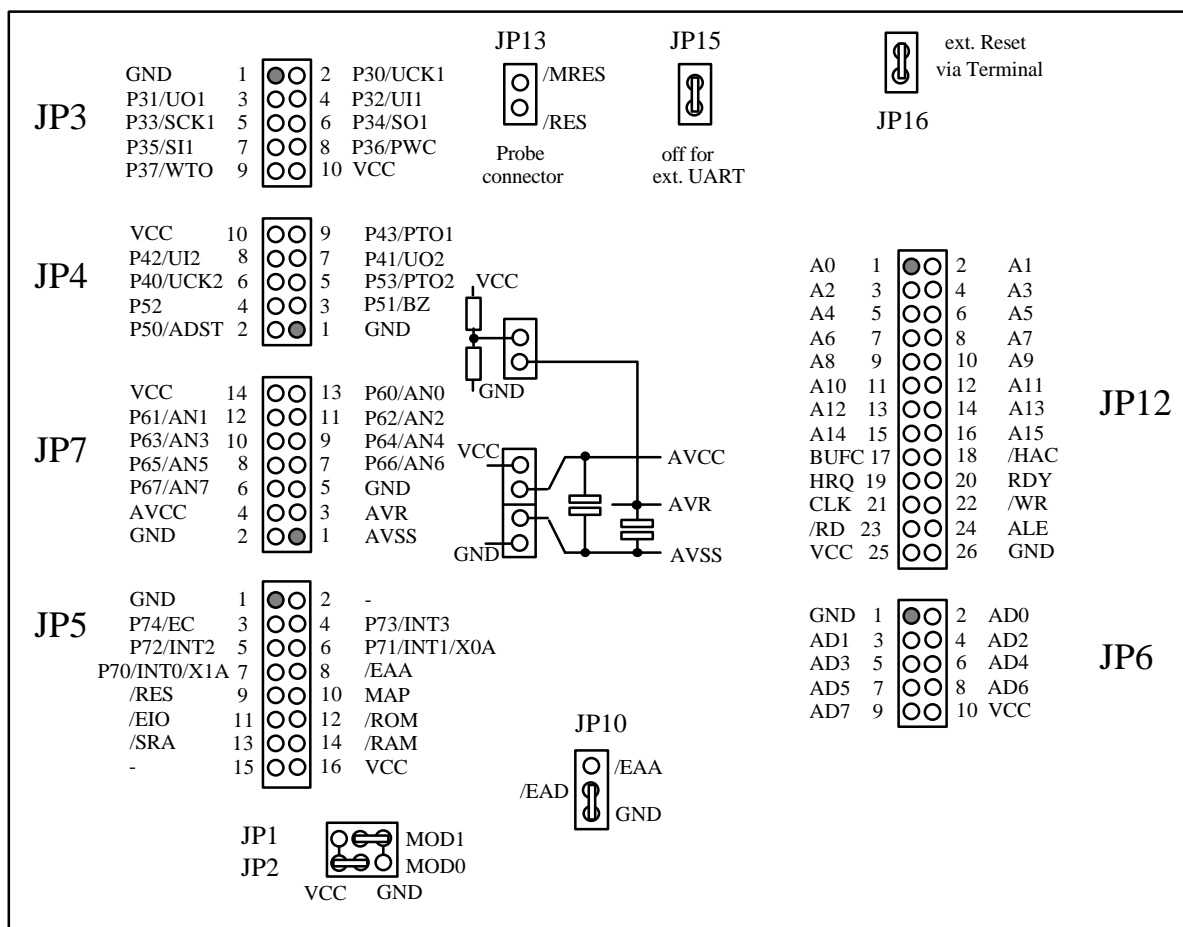 JP3
GND 1 2 P30/UCK1
P31/UO1 3 4 P32/UI1
P33/SCK1 5 6 P34/SO1
P35/SI1 7 8 P36/PWC
P37/WTO 9 10 VCC
JP13
/MRES
/RES
Probe
connector
JP15
off for
ext. UART
JP16
ext. Reset
via Terminal
JP4
VCC 10 9 P43/PTO1
P42/UI2 8 7 P41/UO2
P40/UCK2 6 5 P53/PTO2
P52 4 3 P51/BZ
P50/ADST 2 1 GND
VCC
GND
JP7
VCC 14 13 P60/AN0
P61/AN1 12 11 P62/AN2
P63/AN3 10 9 P64/AN4
P65/AN5 8 7 P66/AN6
P67/AN7 6 5 GND
AVCC 4 3 AVR
GND 2 1 AVSS
VCC
GND
AVCC
AVR
AVSS
JP12
A0 1 2 A1
A2 3 4 A3
A4 5 6 A5
A6 7 8 A7
A8 9 10 A9
A10 11 12 A11
A12 13 14 A13
A14 15 16 A15
BUFC 17 18 /HAC
HRQ 19 20 RDY
CLK 21 22 /WR
/RD 23 24 ALE
VCC 25 26 GND
JP5
GND 1 2 -
P74/EC 3 4 P73/INT3
P72/INT2 5 6 P71/INT1/X0A
P70/INT0/X1A 7 8 /EAA
/RES 9 10 MAP
/EIO 11 12 /ROM
/SRA 13 14 /RAM
- 15 16 VCC
JP6
GND 1 2 AD0
AD1 3 4 AD2
AD3 5 6 AD4
AD5 7 8 AD6
AD7 9 10 VCC
JP10
/EAA
/EAD
GND
JP1 MOD1
JP2 MOD0
VCC GND